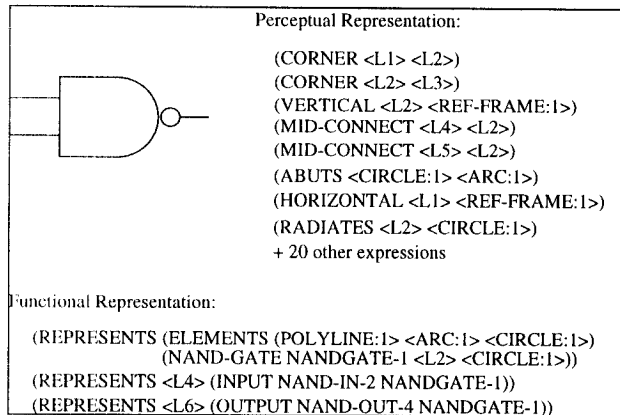 Perceptual Representation:
(CORNER <L1> <L2>)
(CORNER <L2> <L3>)
(VERTICAL <L2> <REF-FRAME:1>)
(MID-CONNECT <L4> <L2>)
(MID-CONNECT <L5> <L2>)
(ABUTS <CIRCLE:1> <ARC:1>)
(HORIZONTAL <L1> <REF-FRAME:1>)
(RADIATES <L2> <CIRCLE:1>)
+ 20 other expressions
Functional Representation:
(REPRESENTS (ELEMENTS (POLYLINE:1> <ARC:1> <CIRCLE:1>)
(NAND-GATE NANDGATE-1 <L2> <CIRCLE:1>))
(REPRESENTS <L4> (INPUT NAND-IN-2 NANDGATE-1))
(REPRESENTS <L6> (OUTPUT NAND-OUT-4 NANDGATE-1))